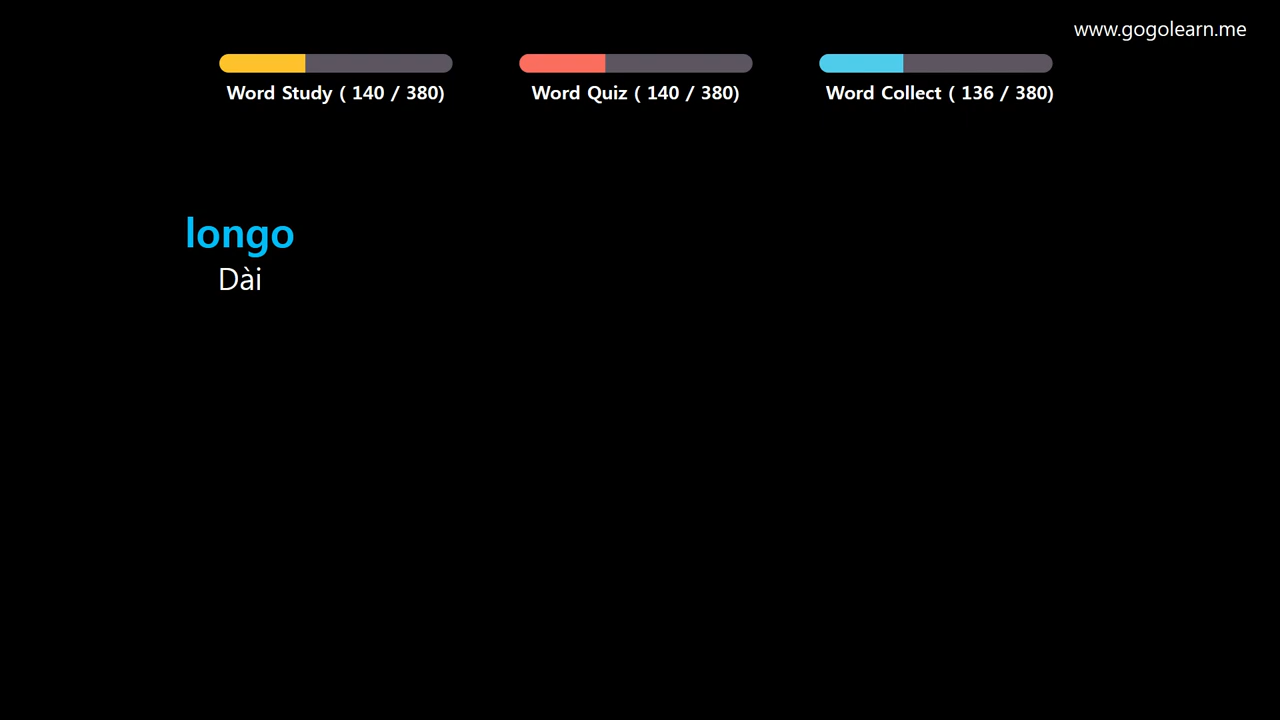 www.gogolearn.me
Word Study ( 140 / 380)
Word Quiz ( 140 / 380)
Word Collect ( 136 / 380)
longo
Dài